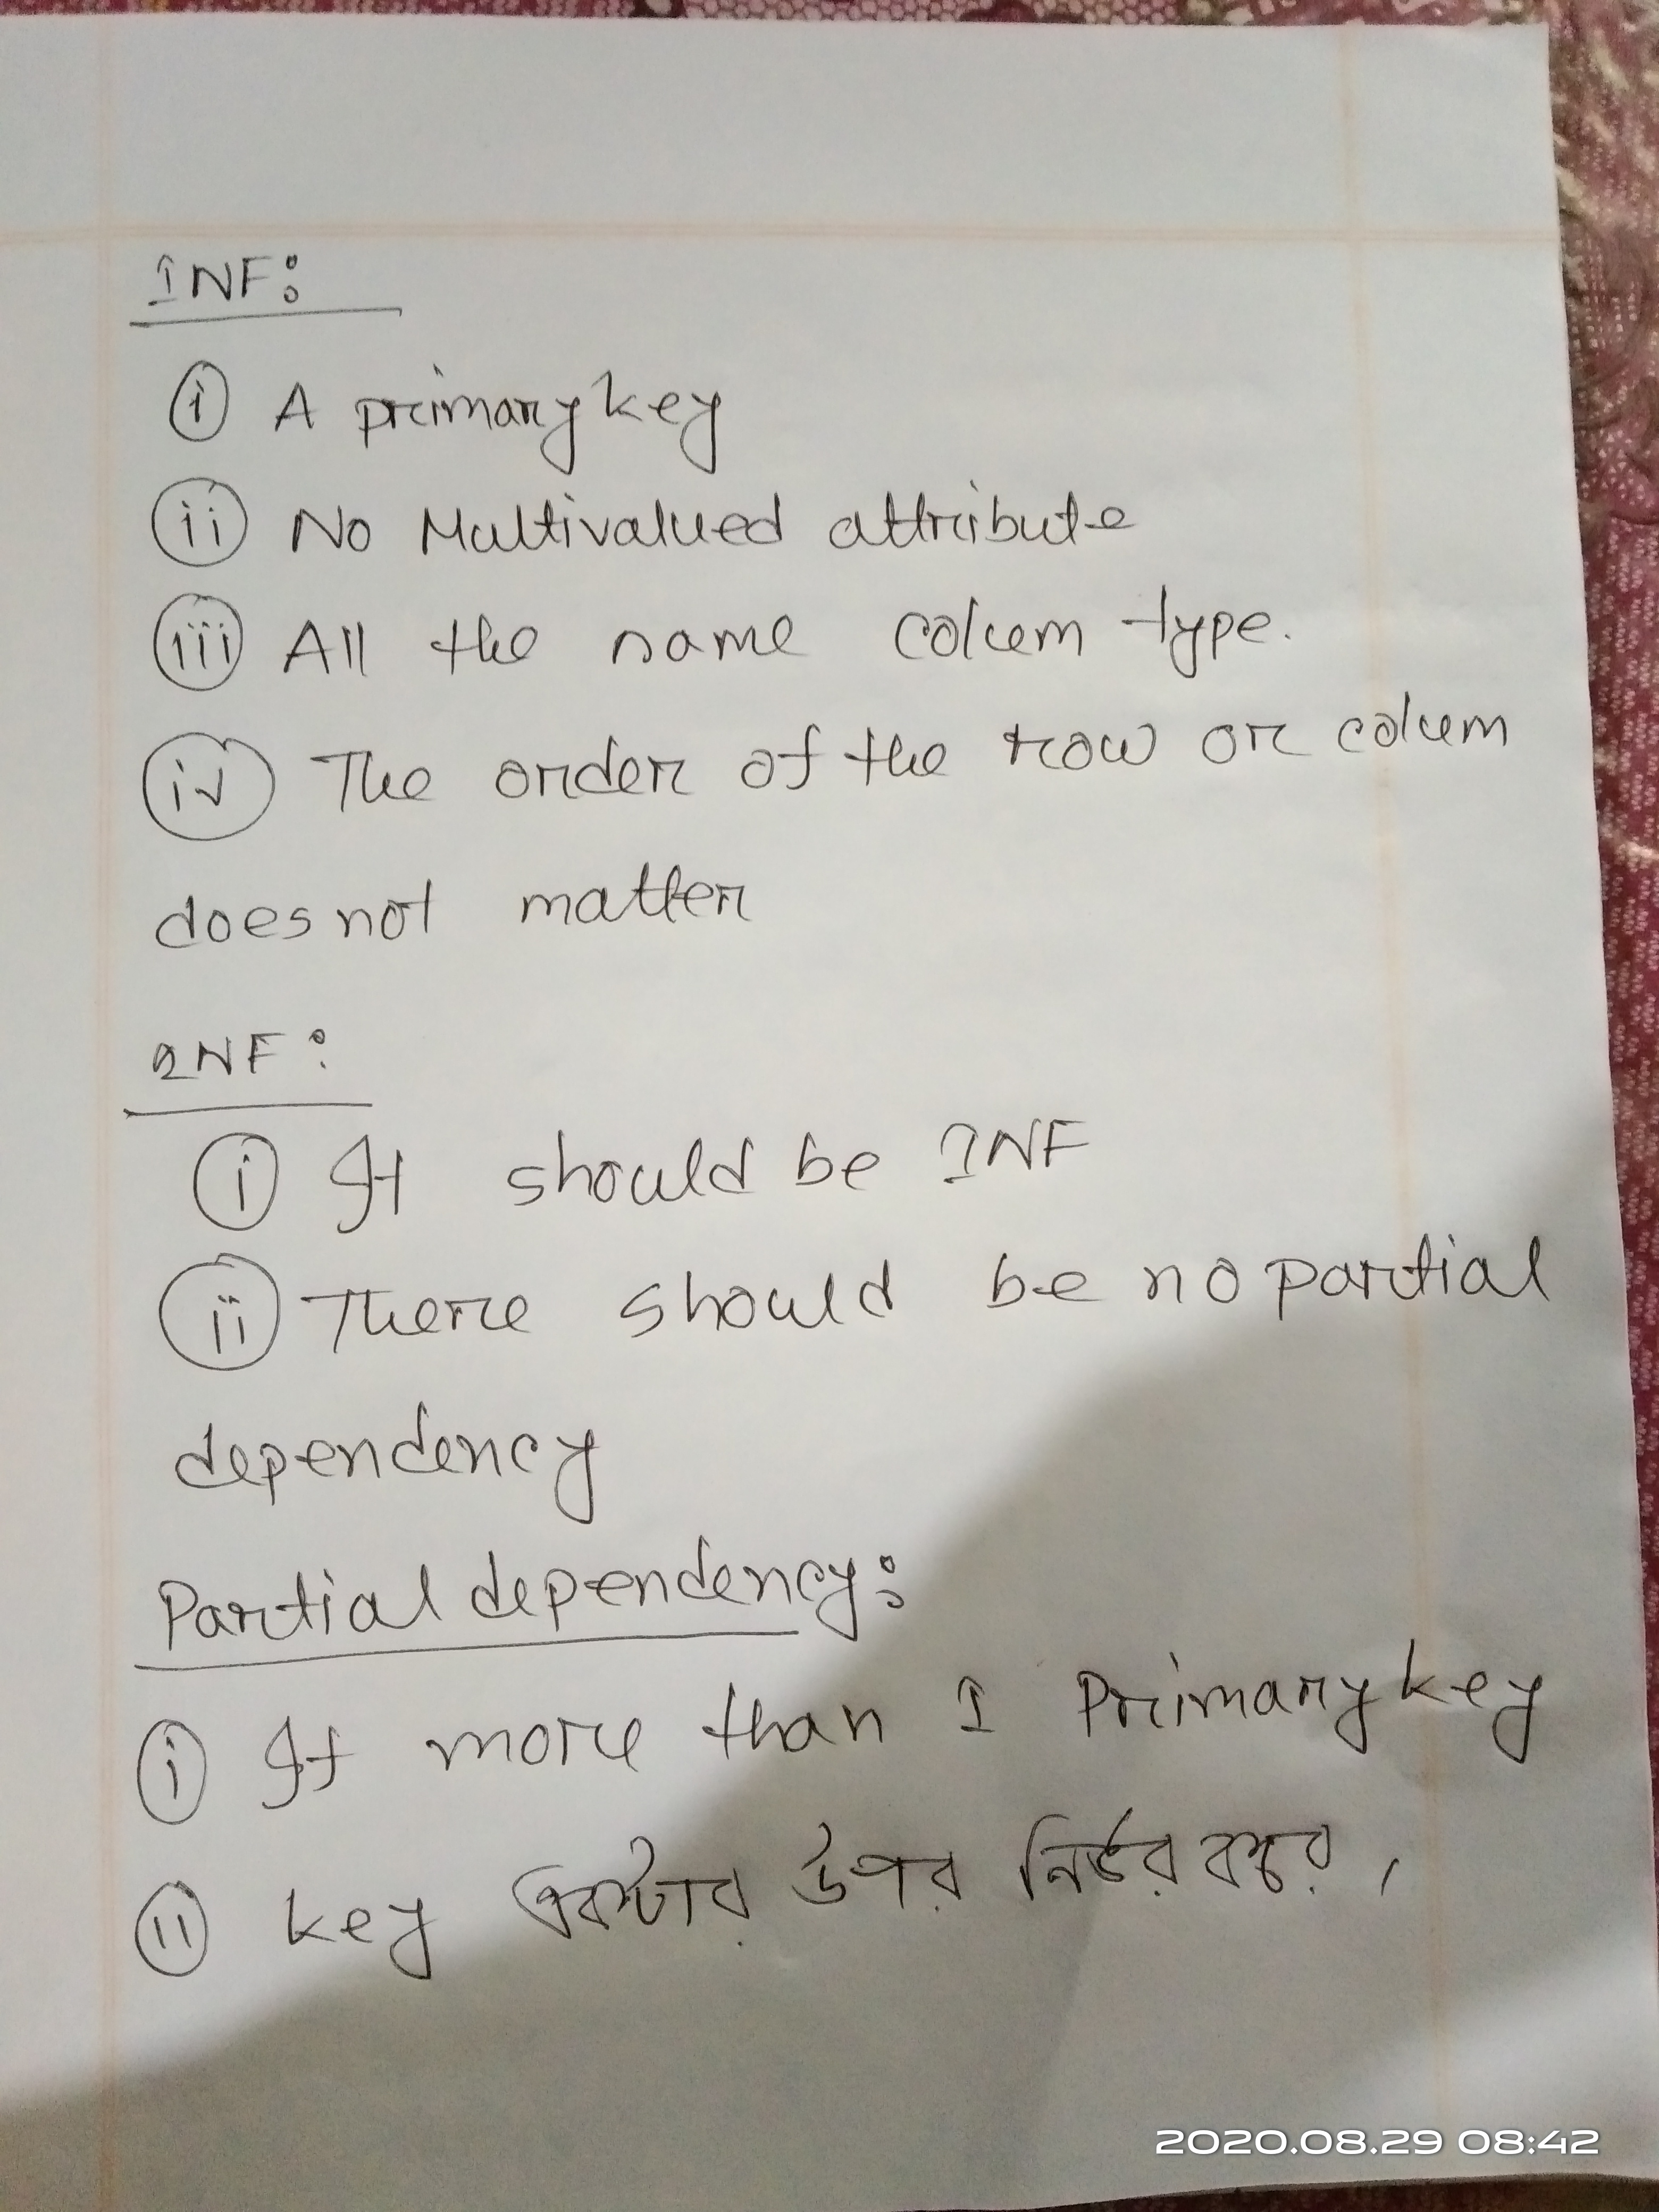 1NF:
(i) A primary key
(ii) No Multivalued attribute
(iii) All the name colum type.
(iv) The order of the row or colum
does not matter
2NF:
(i) It should be 1NF
(ii) There should be no partial
dependency
Partial dependency:
(i) If more than 1 Primary key
(ii) key একটার উপর নির্ভর করে,
2020.08.29 08:42